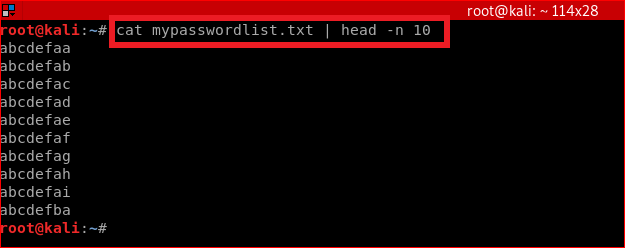 root@kali: ~ 114x28
root@kali:~# cat mypasswordlist.txt | head -n 10
abcdefaa
abcdefab
abcdefac
abcdefad
abcdefae
abcdefaf
abcdefag
abcdefah
abcdefai
abcdefba
root@kali:~#